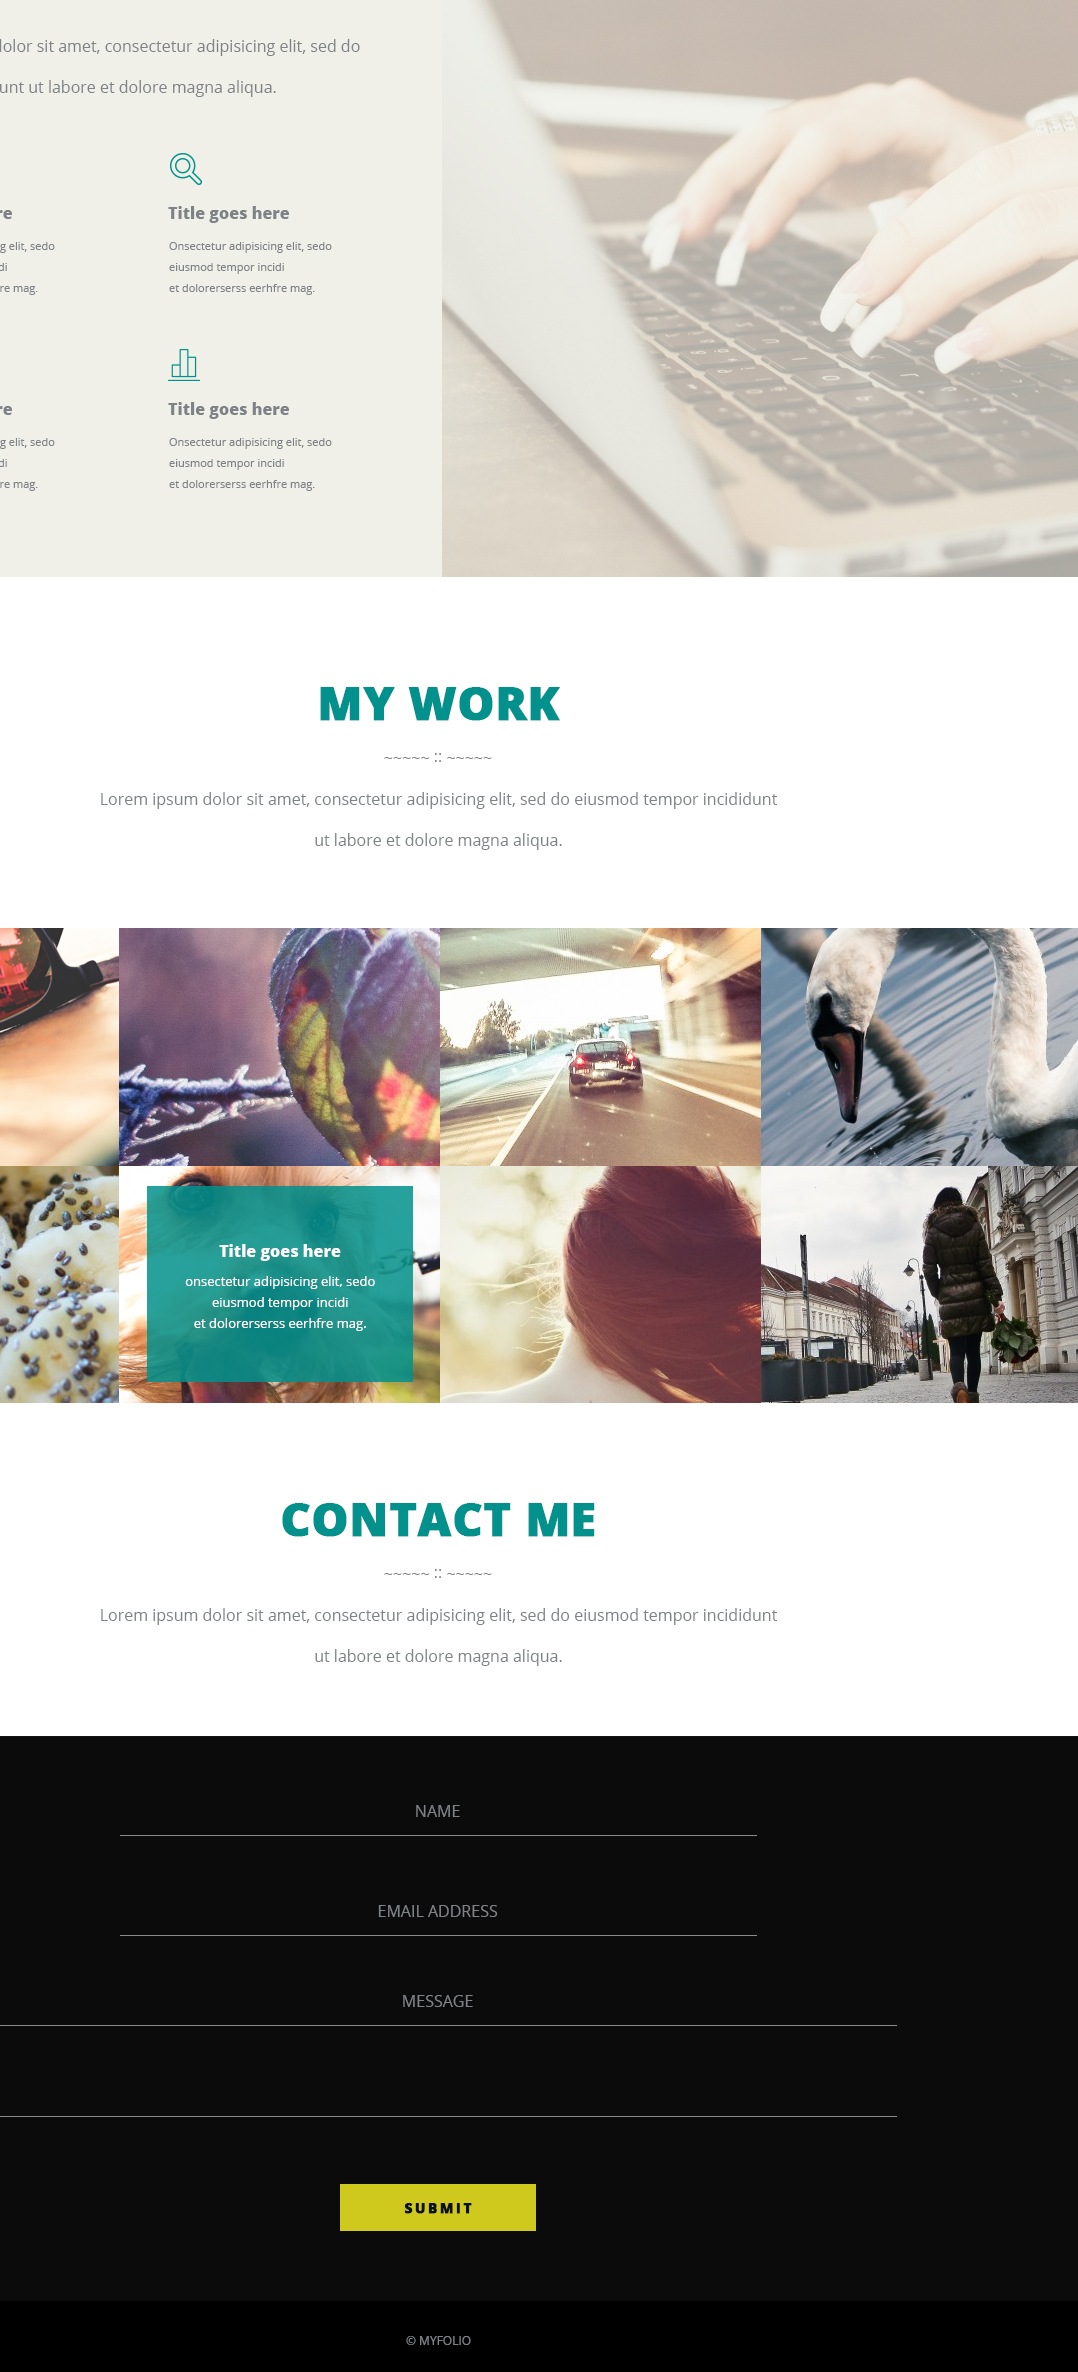 dolor sit amet, consectetur adipisicing elit, sed do
unt ut labore et dolore magna aliqua.
re
g elit, sedo
di
re mag.
Title goes here
Onsectetur adipisicing elit, sedo
eiusmod tempor incidi
et dolorerserss eerhfre mag.
re
g elit, sedo
di
re mag.
Title goes here
Onsectetur adipisicing elit, sedo
eiusmod tempor incidi
et dolorerserss eerhfre mag.
MY WORK
~~~~~ :: ~~~~~
Lorem ipsum dolor sit amet, consectetur adipisicing elit, sed do eiusmod tempor incididunt
ut labore et dolore magna aliqua.
Title goes here
onsectetur adipisicing elit, sedo
eiusmod tempor incidi
et dolorerserss eerhfre mag.
CONTACT ME
~~~~~ :: ~~~~~
Lorem ipsum dolor sit amet, consectetur adipisicing elit, sed do eiusmod tempor incididunt
ut labore et dolore magna aliqua.
NAME
EMAIL ADDRESS
MESSAGE
SUBMIT
© MYFOLIO